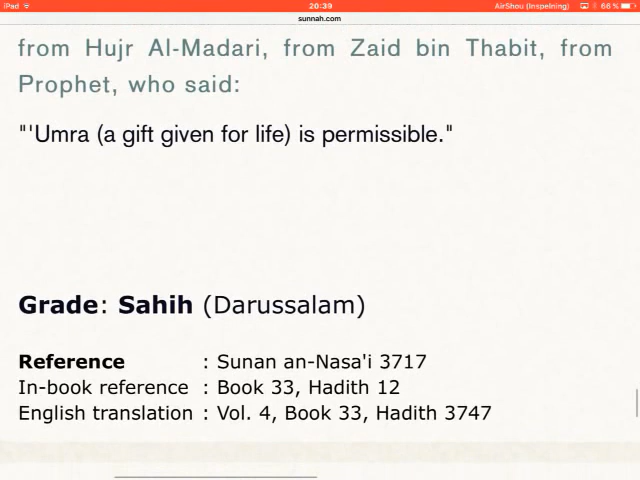 iPad 20:39 AirShou (Inspelning) 66 %
sunnah.com
from Hujr Al-Madari, from Zaid bin Thabit, from
Prophet, who said:
"'Umra (a gift given for life) is permissible."
Grade: Sahih (Darussalam)
Reference : Sunan an-Nasa'i 3717
In-book reference : Book 33, Hadith 12
English translation : Vol. 4, Book 33, Hadith 3747